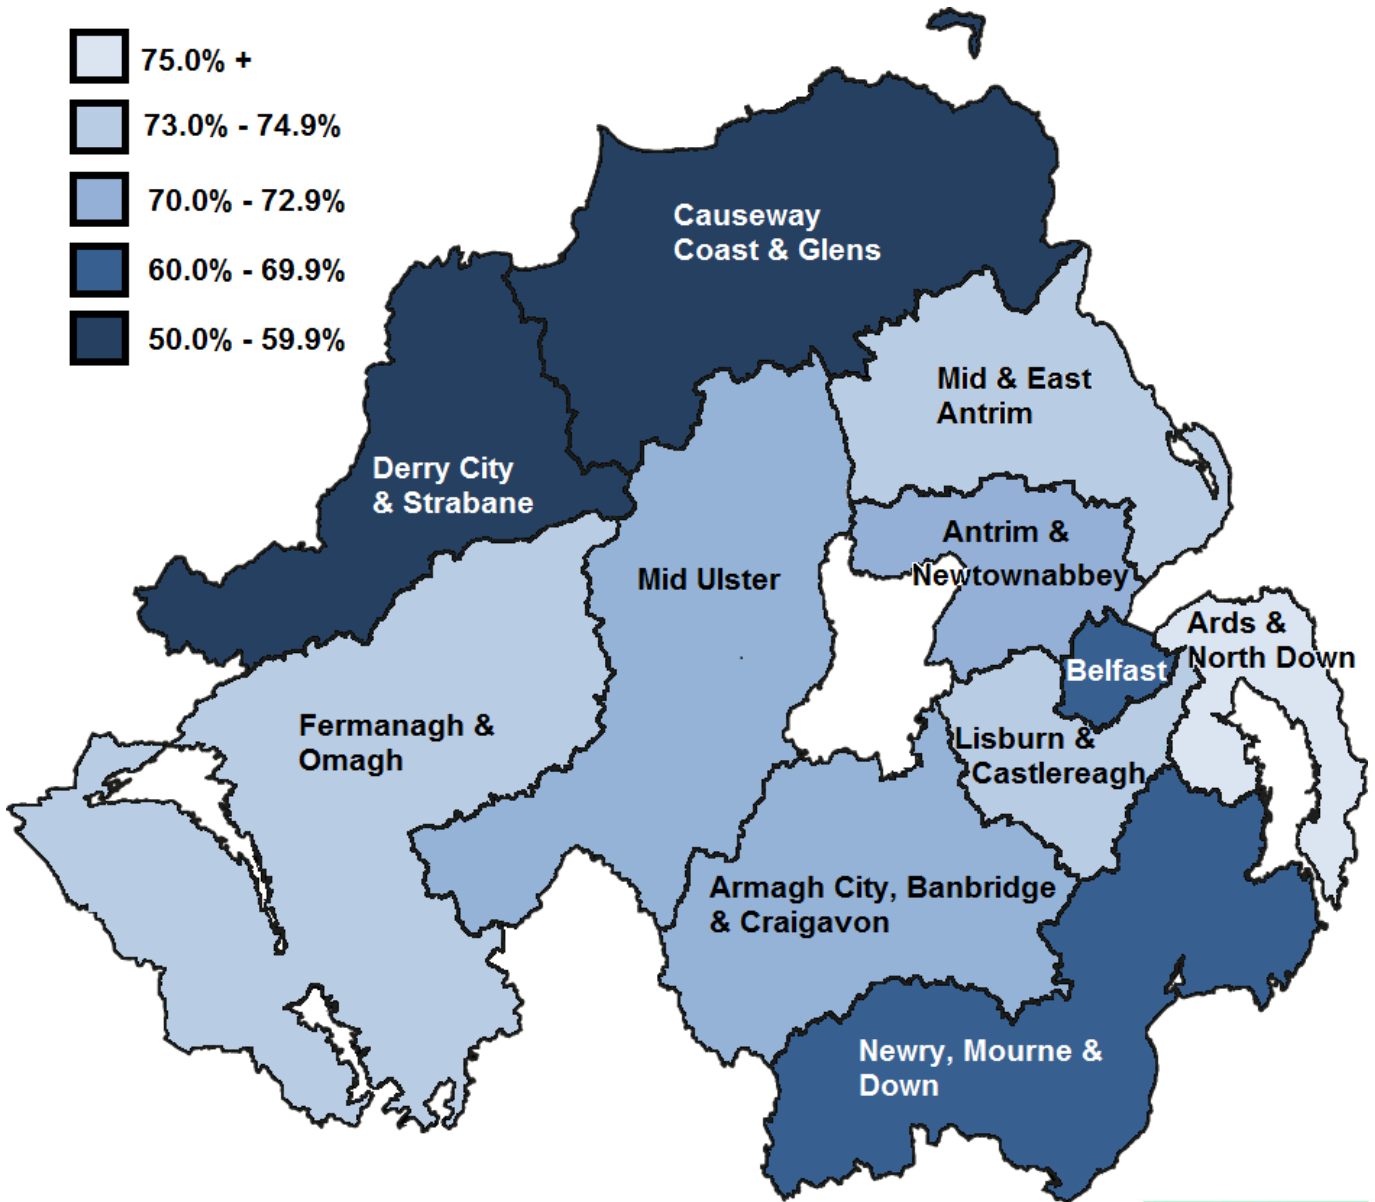 75.0% +
73.0% - 74.9%
70.0% - 72.9%
60.0% - 69.9%
50.0% - 59.9%
Causeway
Coast & Glens
Mid & East
Antrim
Derry City
& Strabane
Antrim &
Newtownabbey
Mid Ulster
Ards &
North Down
Belfast
Fermanagh &
Omagh
Lisburn &
Castlereagh
Armagh City, Banbridge
& Craigavon
Newry, Mourne &
Down